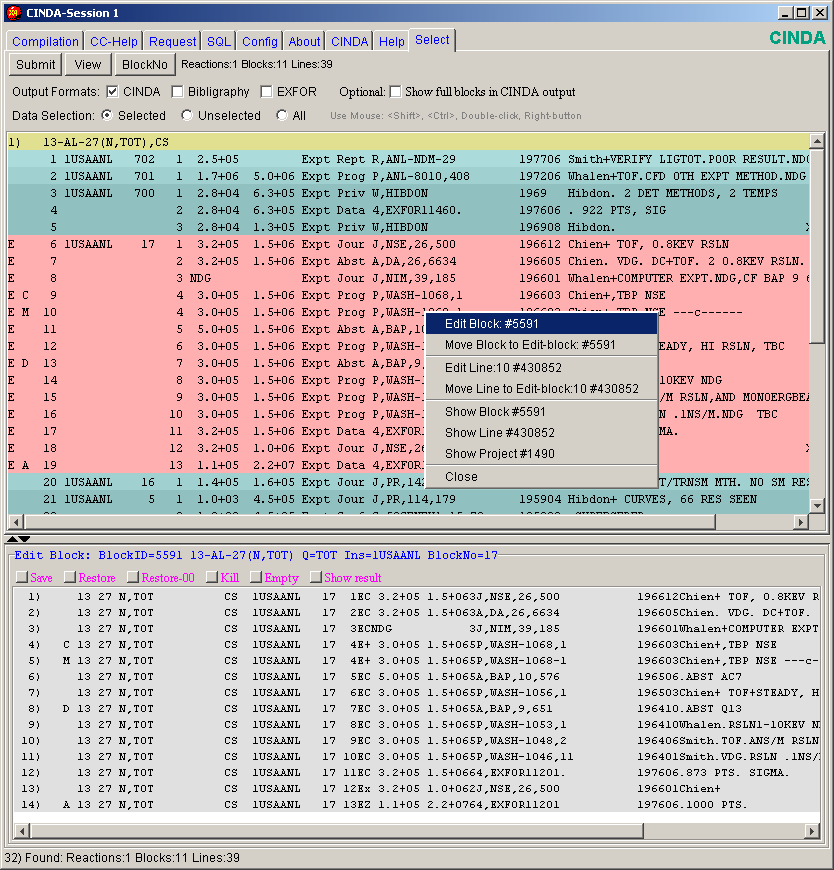 CINDA-Session 1
Compilation CC-Help Request SQL Config About CINDA Help Select CINDA
Submit View BlockNo Reactions:1 Blocks:11 Lines:39
Output Formats: CINDA Bibligraphy EXFOR Optional: Show full blocks in CINDA output
Data Selection: Selected Unselected All Use Mouse: <Shift>, <Ctrl>, Double-click, Right-button
1) 13-AL-27(N,TOT),CS
1 1USAANL 702 1 2.5+05 Expt Rept R,ANL-NDM-29 197706 Smith+VERIFY LIGTOT.POOR RESULT.NDG
2 1USAANL 701 1 1.7+06 5.0+06 Expt Prog P,ANL-8010,408 197206 Whalen+TOF.CFD OTH EXPT METHOD.NDG
3 1USAANL 700 1 2.8+04 6.3+05 Expt Priv W,HIBDON 1969 Hibdon. 2 DET METHODS, 2 TEMPS
4 2 2.8+04 6.3+05 Expt Data 4,EXFOR11460. 197606 . 922 PTS, SIG
5 3 2.8+04 1.3+05 Expt Priv W,HIBDON 196908 Hibdon.
E 6 1USAANL 17 1 3.2+05 1.5+06 Expt Jour J,NSE,26,500 196612 Chien+ TOF, 0.8KEV RSLN
E 7 2 3.2+05 1.5+06 Expt Abst A,DA,26,6634 196605 Chien. VDG. DC+TOF. 2 0.8KEV RSLN.
E 8 3 NDG Expt Jour J,NIM,39,185 196601 Whalen+COMPUTER EXPT.NDG,CF BAP 9 6
E C 9 4 3.0+05 1.5+06 Expt Prog P,WASH-1068,1 196603 Chien+,TBP NSE
E M 10 4 3.0+05 1.5+06 Expt Prog P,WASH-1068,1 196603 Chien+,TBP NSE ---c------
E 11 5 5.0+05 1.5+06 Expt Abst A,BAP,10
E 12 6 3.0+05 1.5+06 Expt Prog P,WASH-1 EADY, HI RSLN, TBC
E D 13 7 3.0+05 1.5+06 Expt Abst A,BAP,9,
E 14 8 3.0+05 1.5+06 Expt Prog P,WASH-1 10KEV NDG
E 15 9 3.0+05 1.5+06 Expt Prog P,WASH-1 /M RSLN,AND MONOERGBEA
E 16 10 3.0+05 1.5+06 Expt Prog P,WASH-1 N .1NS/M.NDG TBC
E 17 11 3.2+05 1.5+06 Expt Data 4,EXFOR1 MA.
E 18 12 3.2+05 1.0+06 Expt Jour J,NSE,26
E A 19 13 1.1+05 2.2+07 Expt Data 4,EXFOR1
20 1USAANL 16 1 1.4+05 1.6+05 Expt Jour J,PR,142 T/TRNSM MTH. NO SM RES
21 1USAANL 5 1 1.0+03 4.5+05 Expt Jour J,PR,114,179 195904 Hibdon+ CURVES, 66 RES SEEN
Edit Block: #5591
Move Block to Edit-block: #5591
Edit Line:10 #430852
Move Line to Edit-block:10 #430852
Show Block #5591
Show Line #430852
Show Project #1490
Close
Edit Block: BlockID=5591 13-AL-27(N,TOT) Q=TOT Ins=1USAANL BlockNo=17
Save Restore Restore-00 Kill Empty Show result
1) 13 27 N,TOT CS 1USAANL 17 1EC 3.2+05 1.5+063J,NSE,26,500 196612Chien+ TOF, 0.8KEV R
2) 13 27 N,TOT CS 1USAANL 17 2EC 3.2+05 1.5+063A,DA,26,6634 196605Chien. VDG. DC+TOF.
3) 13 27 N,TOT CS 1USAANL 17 3ECNDG 3J,NIM,39,185 196601Whalen+COMPUTER EXPT
4) C 13 27 N,TOT CS 1USAANL 17 4E+ 3.0+05 1.5+065P,WASH-1068,1 196603Chien+,TBP NSE
5) M 13 27 N,TOT CS 1USAANL 17 4E+ 3.0+05 1.5+065P,WASH-1068-1 196603Chien+,TBP NSE ---c-
6) 13 27 N,TOT CS 1USAANL 17 5EC 5.0+05 1.5+065A,BAP,10,576 196506.ABST AC7
7) 13 27 N,TOT CS 1USAANL 17 6EC 3.0+05 1.5+065P,WASH-1056,1 196503Chien+ TOF+STEADY, H
8) D 13 27 N,TOT CS 1USAANL 17 7EC 3.0+05 1.5+065A,BAP,9,651 196410.ABST Q13
9) 13 27 N,TOT CS 1USAANL 17 8EC 3.0+05 1.5+065P,WASH-1053,1 196410Whalen.RSLN1-10KEV N
10) 13 27 N,TOT CS 1USAANL 17 9EC 3.0+05 1.5+065P,WASH-1048,2 196406Smith.TOF.ANS/M RSLN
11) 13 27 N,TOT CS 1USAANL 17 10EC 3.0+05 1.5+065P,WASH-1046,11 196401Smith.VDG.RSLN .1NS/
12) 13 27 N,TOT CS 1USAANL 17 11EC 3.2+05 1.5+0664,EXFOR11201. 197606.873 PTS. SIGMA.
13) 13 27 N,TOT CS 1USAANL 17 12Ex 3.2+05 1.0+062J,NSE,26,500 196601Chien+
14) A 13 27 N,TOT CS 1USAANL 17 13EZ 1.1+05 2.2+0764,EXFOR11201 197606.1000 PTS.
32) Found: Reactions:1 Blocks:11 Lines:39